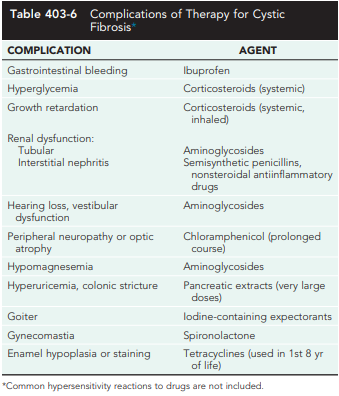 Table 403-6 Complications of Therapy for Cystic
Fibrosis*
COMPLICATION AGENT
Gastrointestinal bleeding Ibuprofen
Hyperglycemia Corticosteroids (systemic)
Growth retardation Corticosteroids (systemic,
inhaled)
Renal dysfunction:
Tubular Aminoglycosides
Interstitial nephritis Semisynthetic penicillins,
nonsteroidal antiinflammatory
drugs
Hearing loss, vestibular Aminoglycosides
dysfunction
Peripheral neuropathy or optic Chloramphenicol (prolonged
atrophy course)
Hypomagnesemia Aminoglycosides
Hyperuricemia, colonic stricture Pancreatic extracts (very large
doses)
Goiter Iodine-containing expectorants
Gynecomastia Spironolactone
Enamel hypoplasia or staining Tetracyclines (used in 1st 8 yr
of life)
*Common hypersensitivity reactions to drugs are not included.